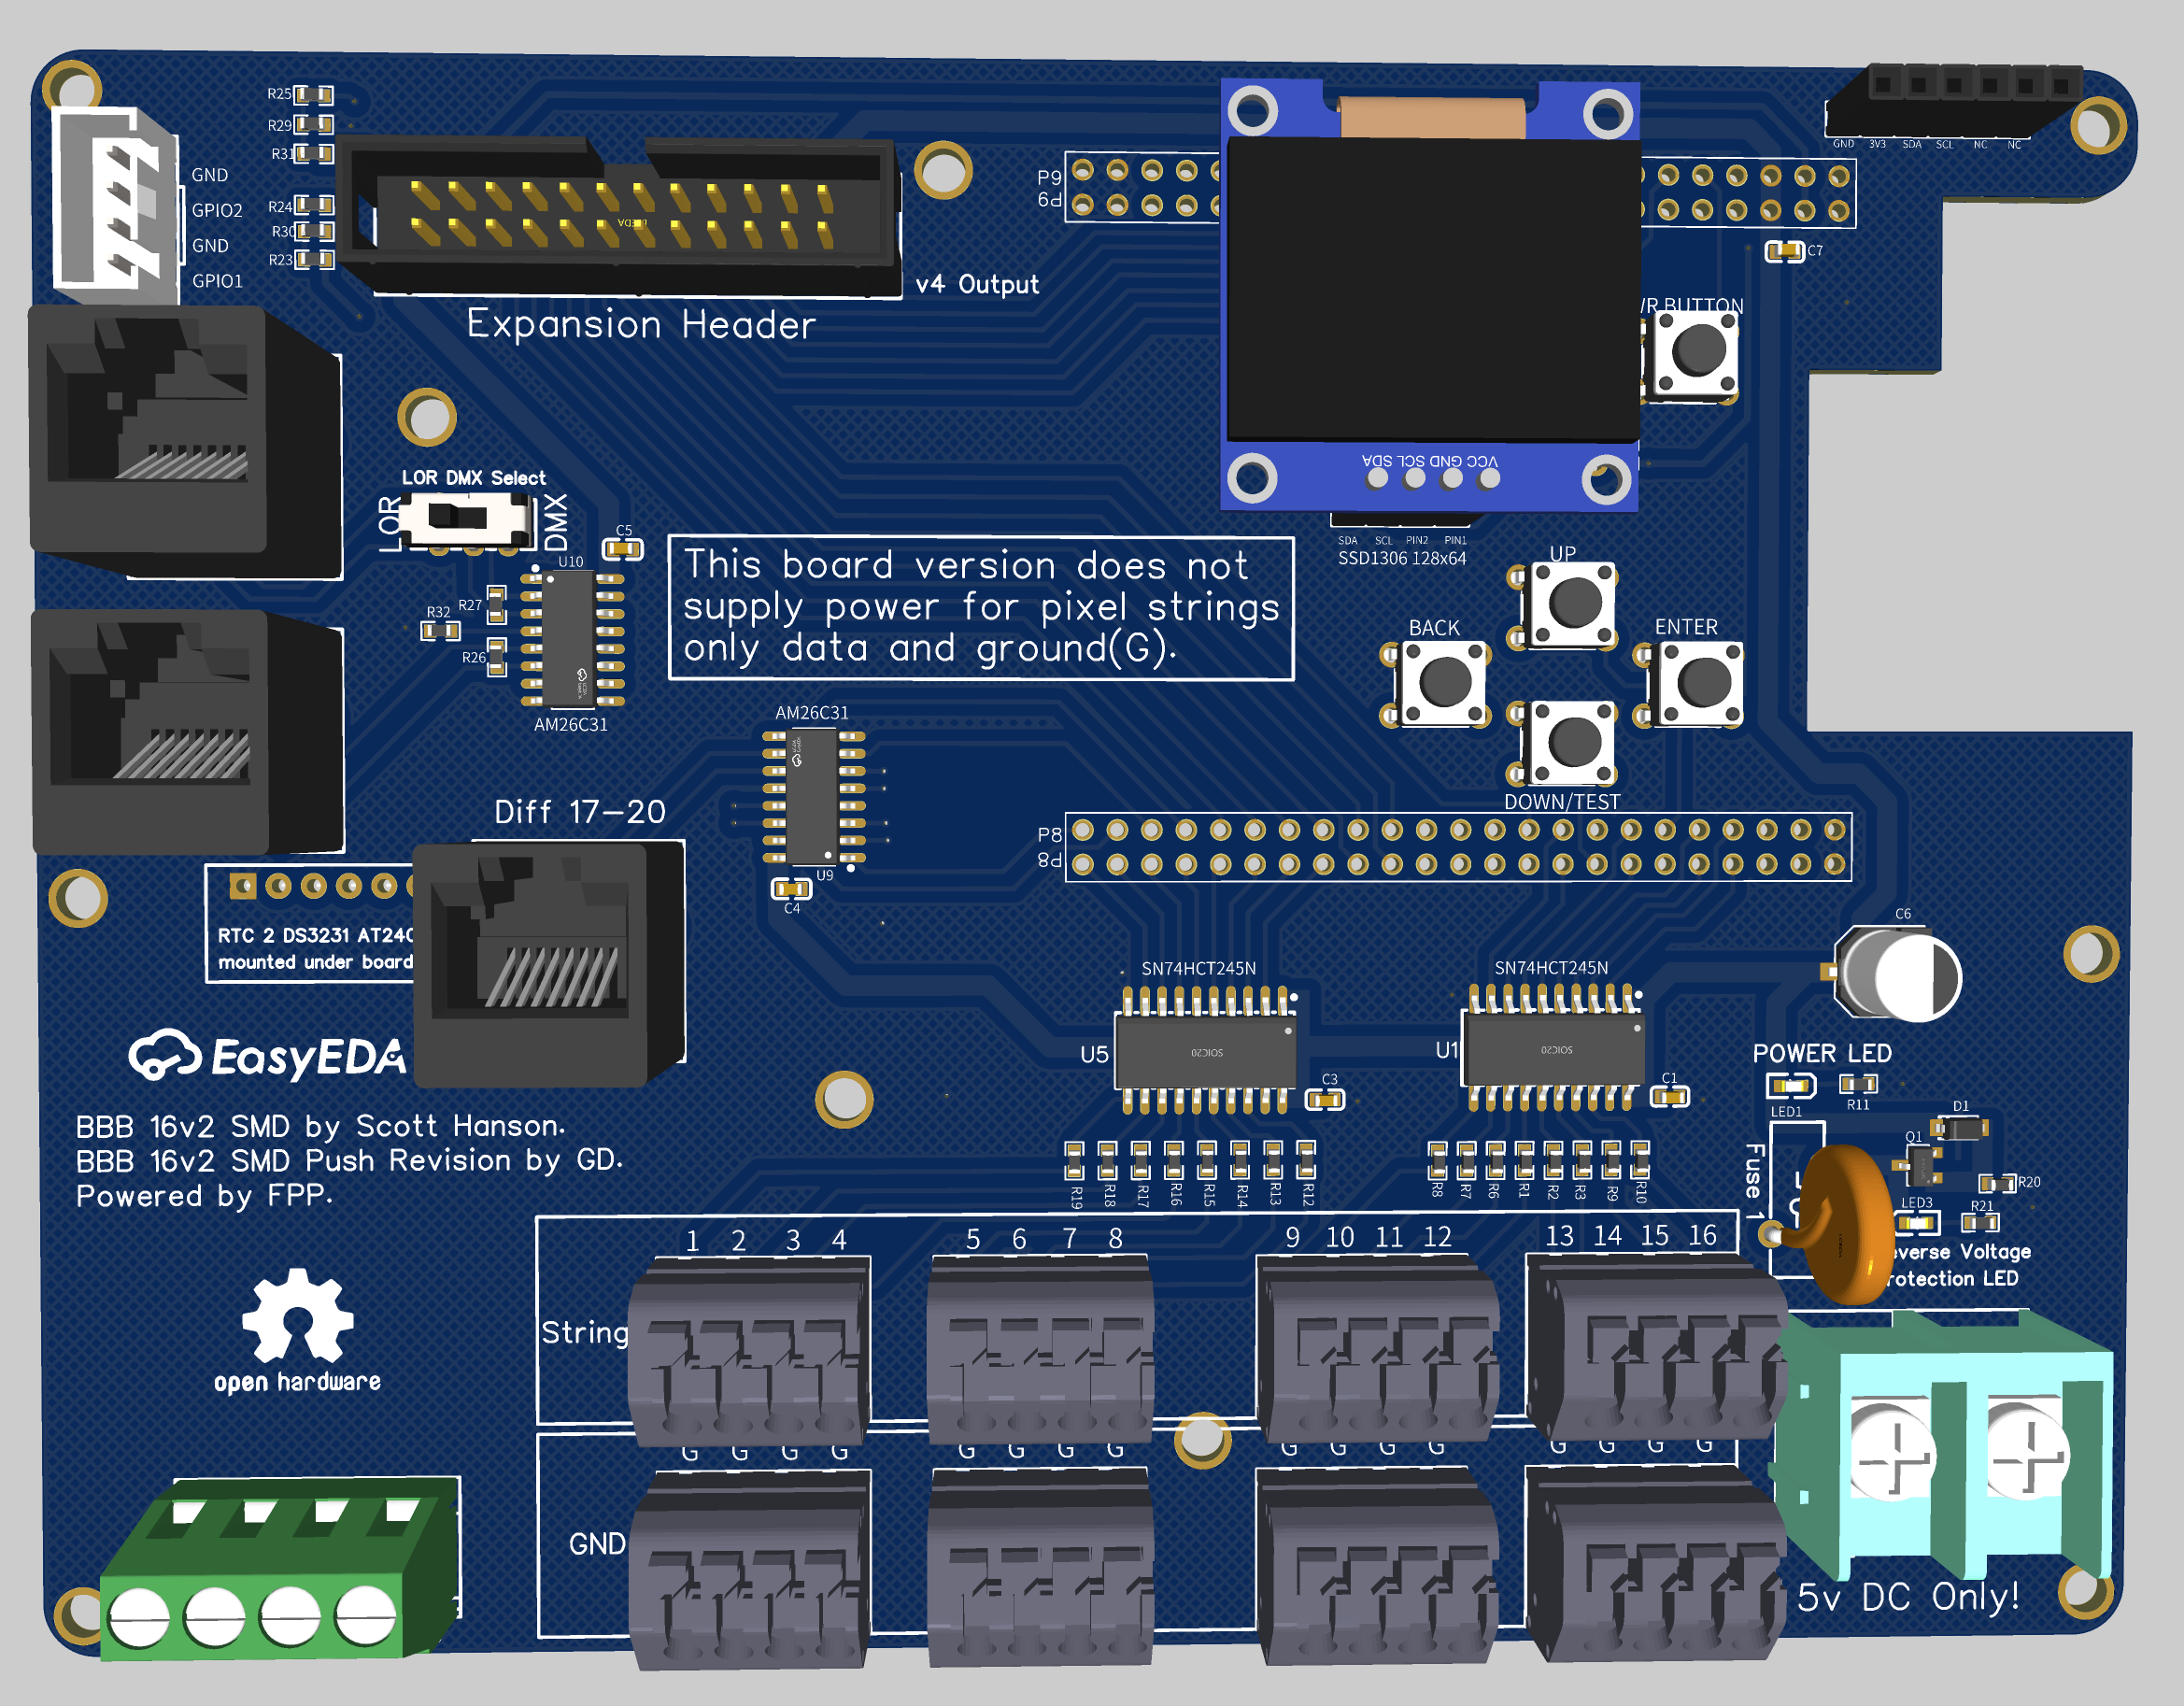 R25
R29
R31
R24
R30
R23
GND
GPIO2
GND
GPIO1
v4 Output
Expansion Header
P9
P9
GND 3V3 SDA SCL NC NC
C7
BUTTON
VCC GND SCL SDA
SDA SCL PIN2 PIN1
SSD1306 128x64
LOR DMX Select
LOR
DMX
C5
U10
R27
R32
R26
AM26C31
This board version does not
supply power for pixel strings
only data and ground(G).
UP
BACK
ENTER
DOWN/TEST
AM26C31
U9
C4
Diff 17-20
P8
P8
RTC 2 DS3231
mounted under board
EasyEDA
BBB 16v2 SMD by Scott Hanson.
BBB 16v2 SMD Push Revision by GD.
Powered by FPP.
open hardware
SN74HCT245N
SOIC20
U5
C3
SN74HCT245N
SOIC20
U1
C1
C6
POWER LED
LED1
R11
D1
Q1
R20
LED3
R21
Fuse 1
R19 R18 R17 R16 R15 R14 R13 R12
R8 R7 R6 R1 R2 R3 R9 R10
Voltage
LED
1 2 3 4 5 6 7 8 9 10 11 12 13 14 15 16
String
G G G G G G G G G G G G G G G G
GND
5v DC Only!